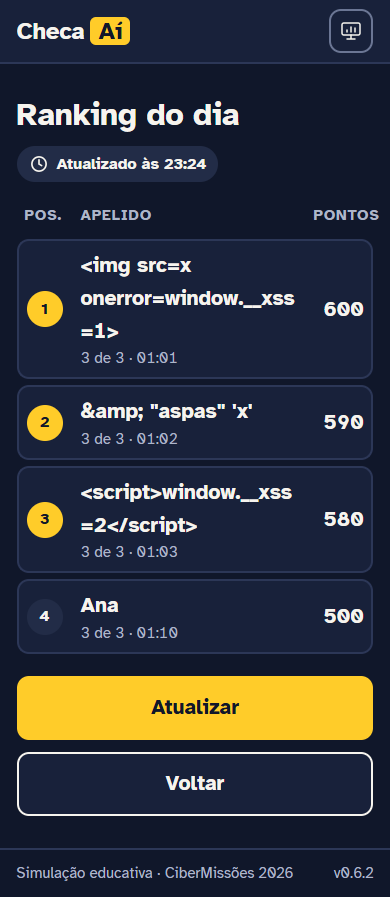 Checa Aí
Ranking do dia
Atualizado às 23:24
POS. APELIDO PONTOS
1
<img src=x
onerror=window.__xss
=1>
3 de 3 · 01:01
600
2
&amp; "aspas" 'x'
3 de 3 · 01:02
590
3
<script>window.__xss
=2</script>
3 de 3 · 01:03
580
4
Ana
3 de 3 · 01:10
500
Atualizar
Voltar
Simulação educativa · CiberMissões 2026 v0.6.2